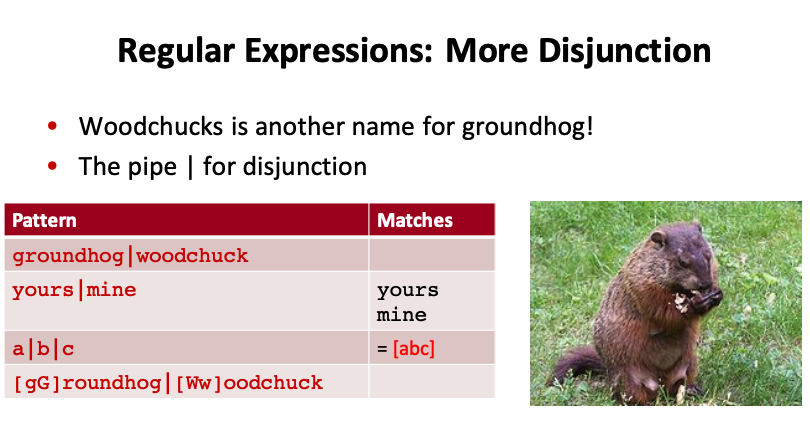 Regular Expressions: More Disjunction
• Woodchucks is another name for groundhog!
• The pipe | for disjunction
Pattern Matches
groundhog|woodchuck
yours|mine yours
mine
a|b|c = [abc]
[gG]roundhog|[Ww]oodchuck